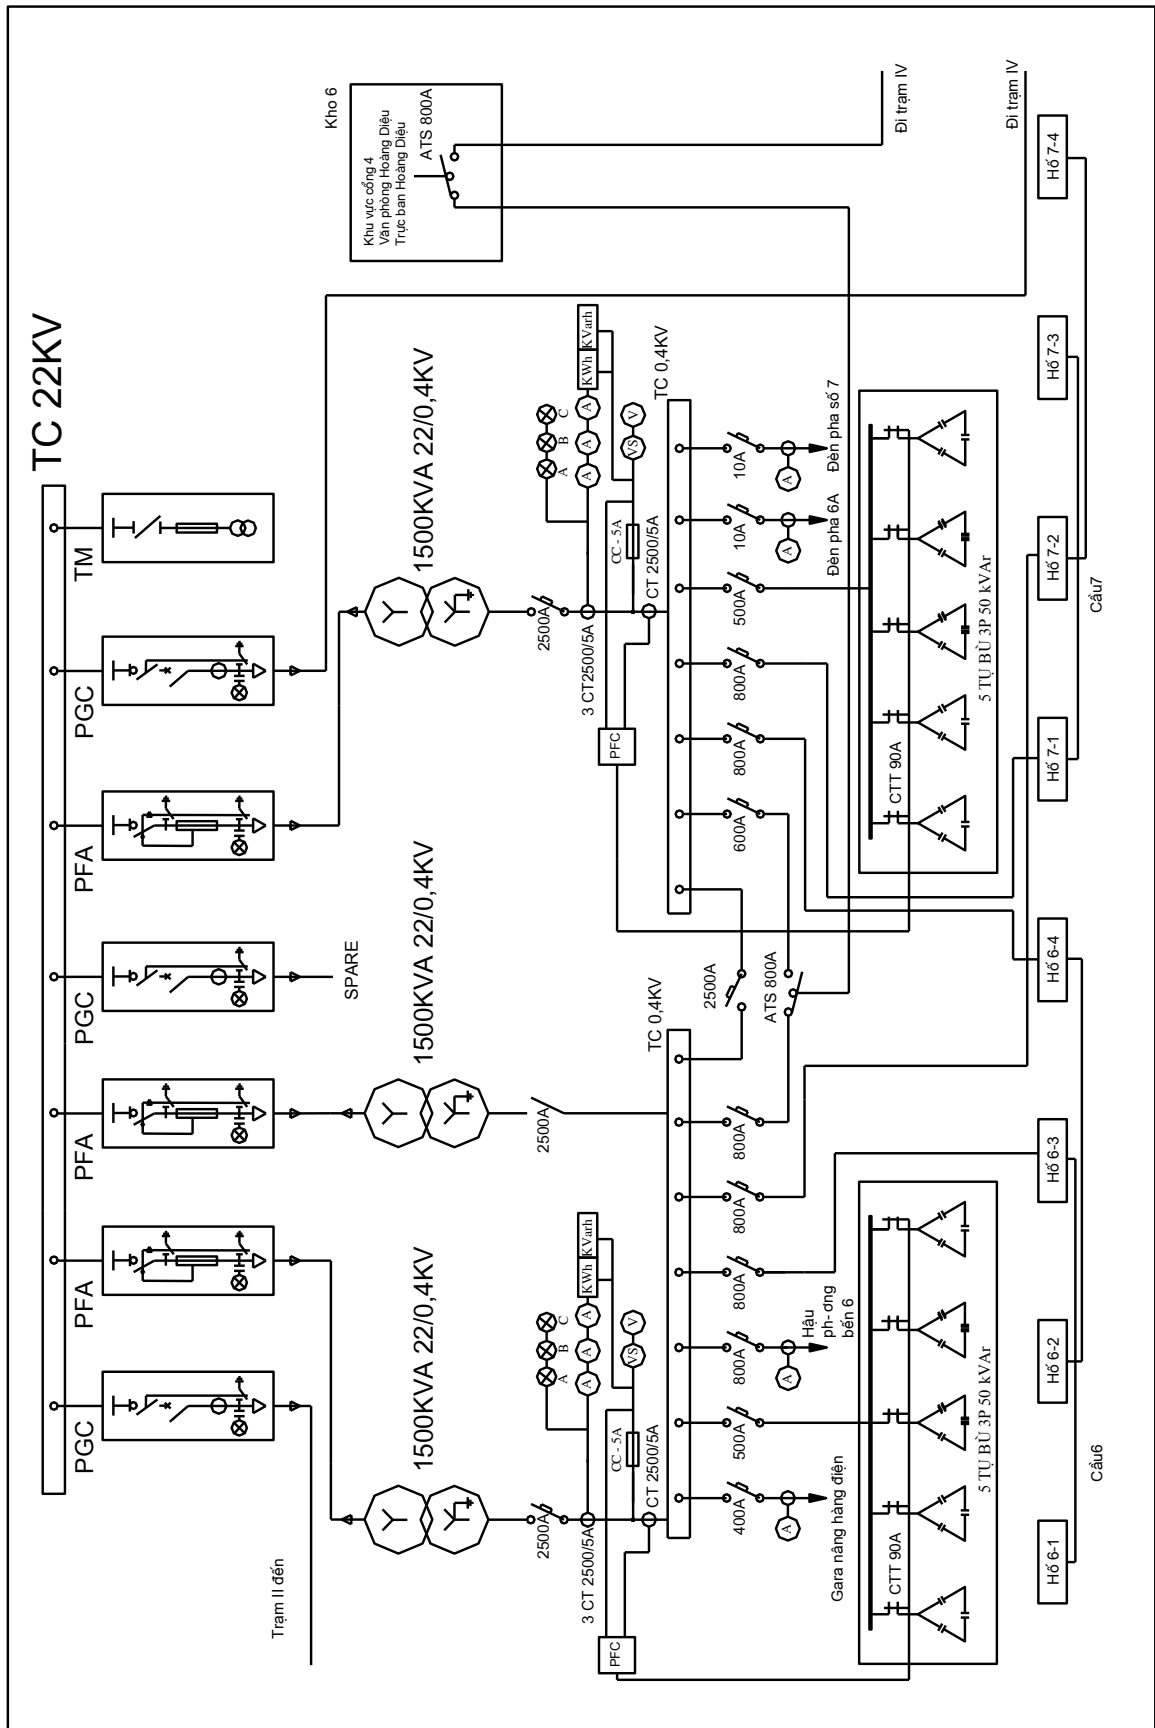 TC 22KV
PGC
PFA
PFA
PGC
PFA
PGC
TM
Trạm II đến
SPARE
1500KVA 22/0,4KV
1500KVA 22/0,4KV
1500KVA 22/0,4KV
Kho 6
Khu vực cổng 4
Văn phòng Hoàng Diệu
Trực ban Hoàng Diệu
ATS 800A
2500A
2500A
2500A
A B C
A A A KWh KVarh
VS V
3 CT 2500/5A
CC - 5A
CT 2500/5A
PFC
TC 0,4KV
A B C
A A A KWh KVarh
VS V
3 CT2500/5A
CC - 5A
CT 2500/5A
PFC
TC 0,4KV
2500A
ATS 800A
400A
500A
800A
800A
800A
800A
600A
800A
800A
500A
10A
10A
A
A
A
A
Gara nâng hàng điện
Hậu
ph- ơng
bến 6
Đèn pha 6A
Đèn pha số 7
Đi trạm IV
Đi trạm IV
CTT 90A
5 TỤ BÙ 3P 50 kVAr
CTT 90A
5 TỤ BÙ 3P 50 kVAr
Hố 6-1
Hố 6-2
Hố 6-3
Hố 6-4
Hố 7-1
Hố 7-2
Hố 7-3
Hố 7-4
Cầu6
Cầu7